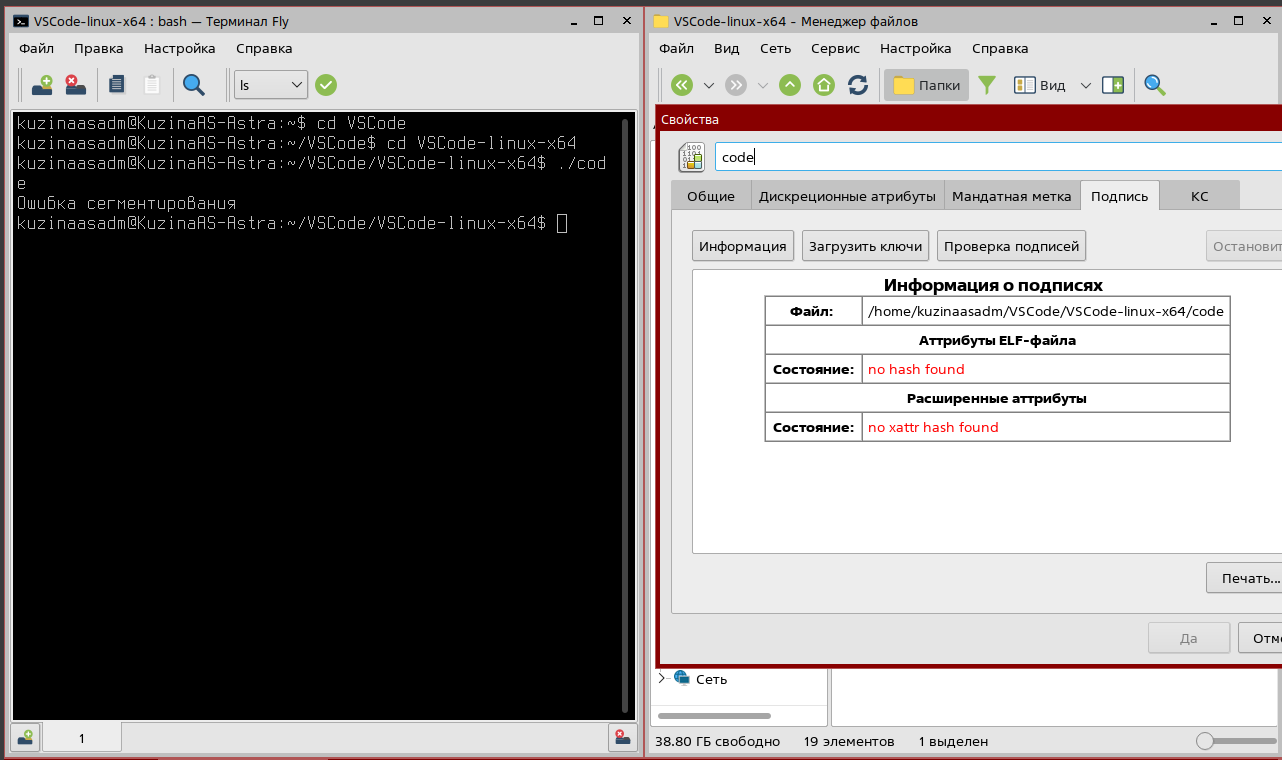 VSCode-linux-x64 : bash — Терминал Fly
Файл Правка Настройка Справка
ls
kuzinaasadm@KuzinaAS-Astra:~$ cd VSCode
kuzinaasadm@KuzinaAS-Astra:~/VSCode$ cd VSCode-linux-x64
kuzinaasadm@KuzinaAS-Astra:~/VSCode/VSCode-linux-x64$ ./cod
e
Ошибка сегментирования
kuzinaasadm@KuzinaAS-Astra:~/VSCode/VSCode-linux-x64$
1
VSCode-linux-x64 - Менеджер файлов
Файл Вид Сеть Сервис Настройка Справка
Папки Вид
Свойства
code
Общие Дискреционные атрибуты Мандатная метка Подпись КС
Информация Загрузить ключи Проверка подписей Остановит
Информация о подписях
Файл: /home/kuzinaasadm/VSCode/VSCode-linux-x64/code
Аттрибуты ELF-файла
Состояние: no hash found
Расширенные аттрибуты
Состояние: no xattr hash found
Печать...
Да Отм
Сеть
38.80 ГБ свободно 19 элементов 1 выделен